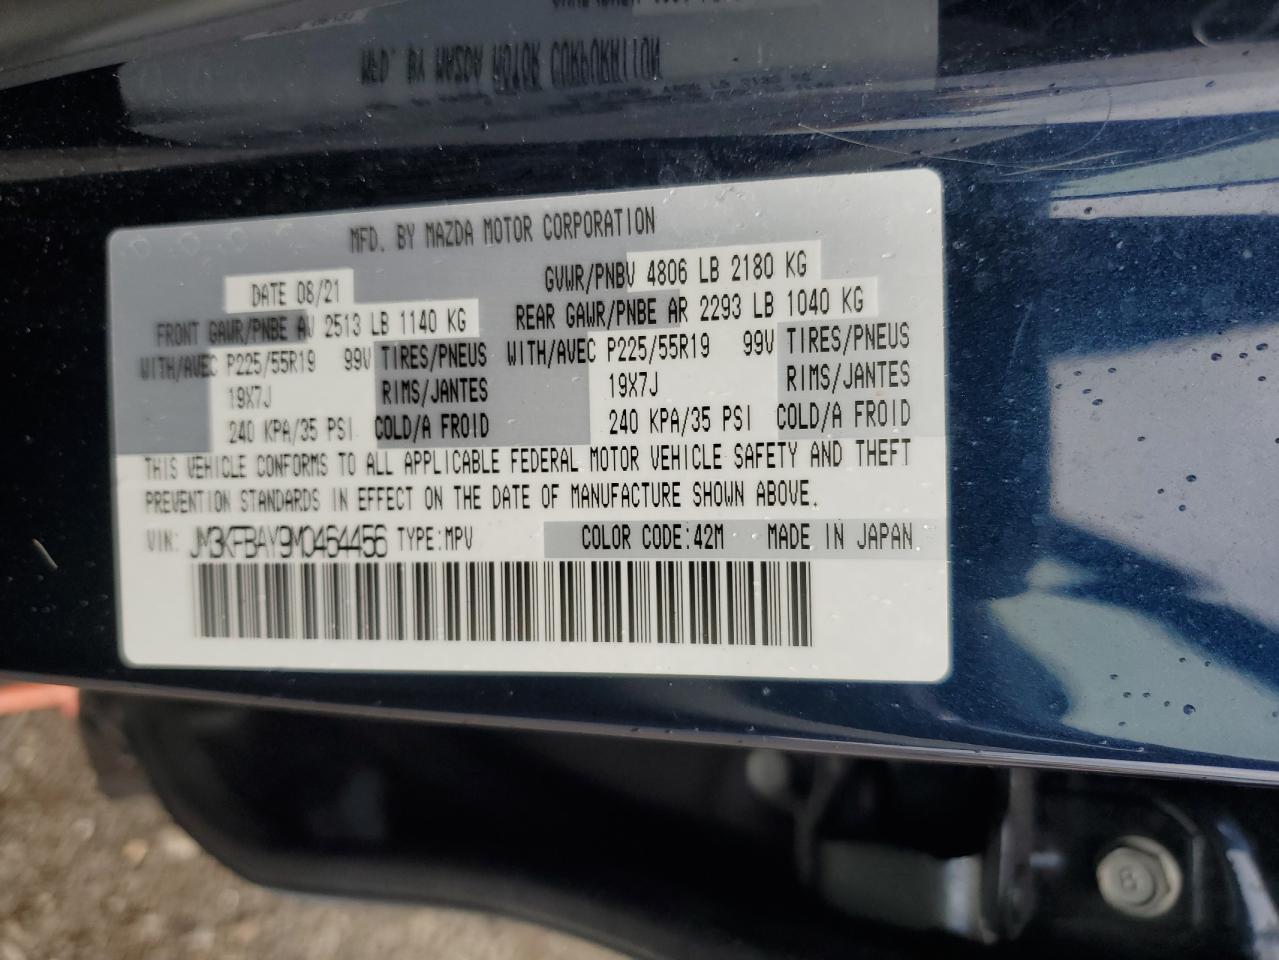 MFD. BY MAZDA MOTOR CORPORATION
DATE 08/21 GVWR/PNBV 4806 LB 2180 KG
FRONT GAWR/PNBE AV 2513 LB 1140 KG REAR GAWR/PNBE AR 2293 LB 1040 KG
WITH/AVEC P225/55R19 99V TIRES/PNEUS WITH/AVEC P225/55R19 99V TIRES/PNEUS
19X7J RIMS/JANTES 19X7J RIMS/JANTES
240 KPA/35 PSI COLD/A FROID 240 KPA/35 PSI COLD/A FROID
THIS VEHICLE CONFORMS TO ALL APPLICABLE FEDERAL MOTOR VEHICLE SAFETY AND THEFT
PREVENTION STANDARDS IN EFFECT ON THE DATE OF MANUFACTURE SHOWN ABOVE.
VIN: JM3KFBAY9M0464456 TYPE:MPV COLOR CODE:42M MADE IN JAPAN
8